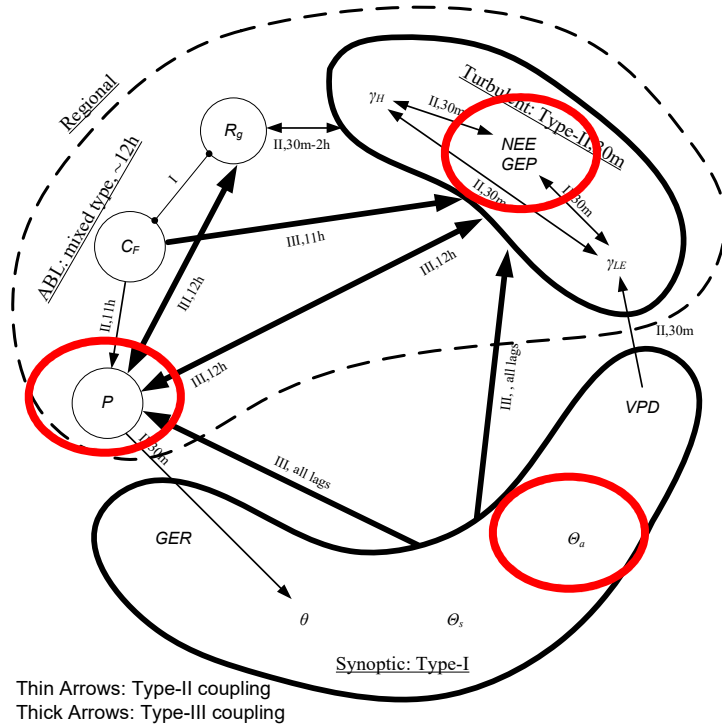 Regional
ABL: mixed type, ~12h
Turbulent: Type-II, 30m
γH
II,30m
NEE
GEP
II,30m
II,30m
γLE
Rg
II,30m-2h
I
CF
III,11h
III,12h
III,12h
II,11h
III,12h
P
II,30m
III, all lags
III, , all lags
II,30m
VPD
GER
Θa
θ
Θs
Synoptic: Type-I
Thin Arrows: Type-II coupling
Thick Arrows: Type-III coupling